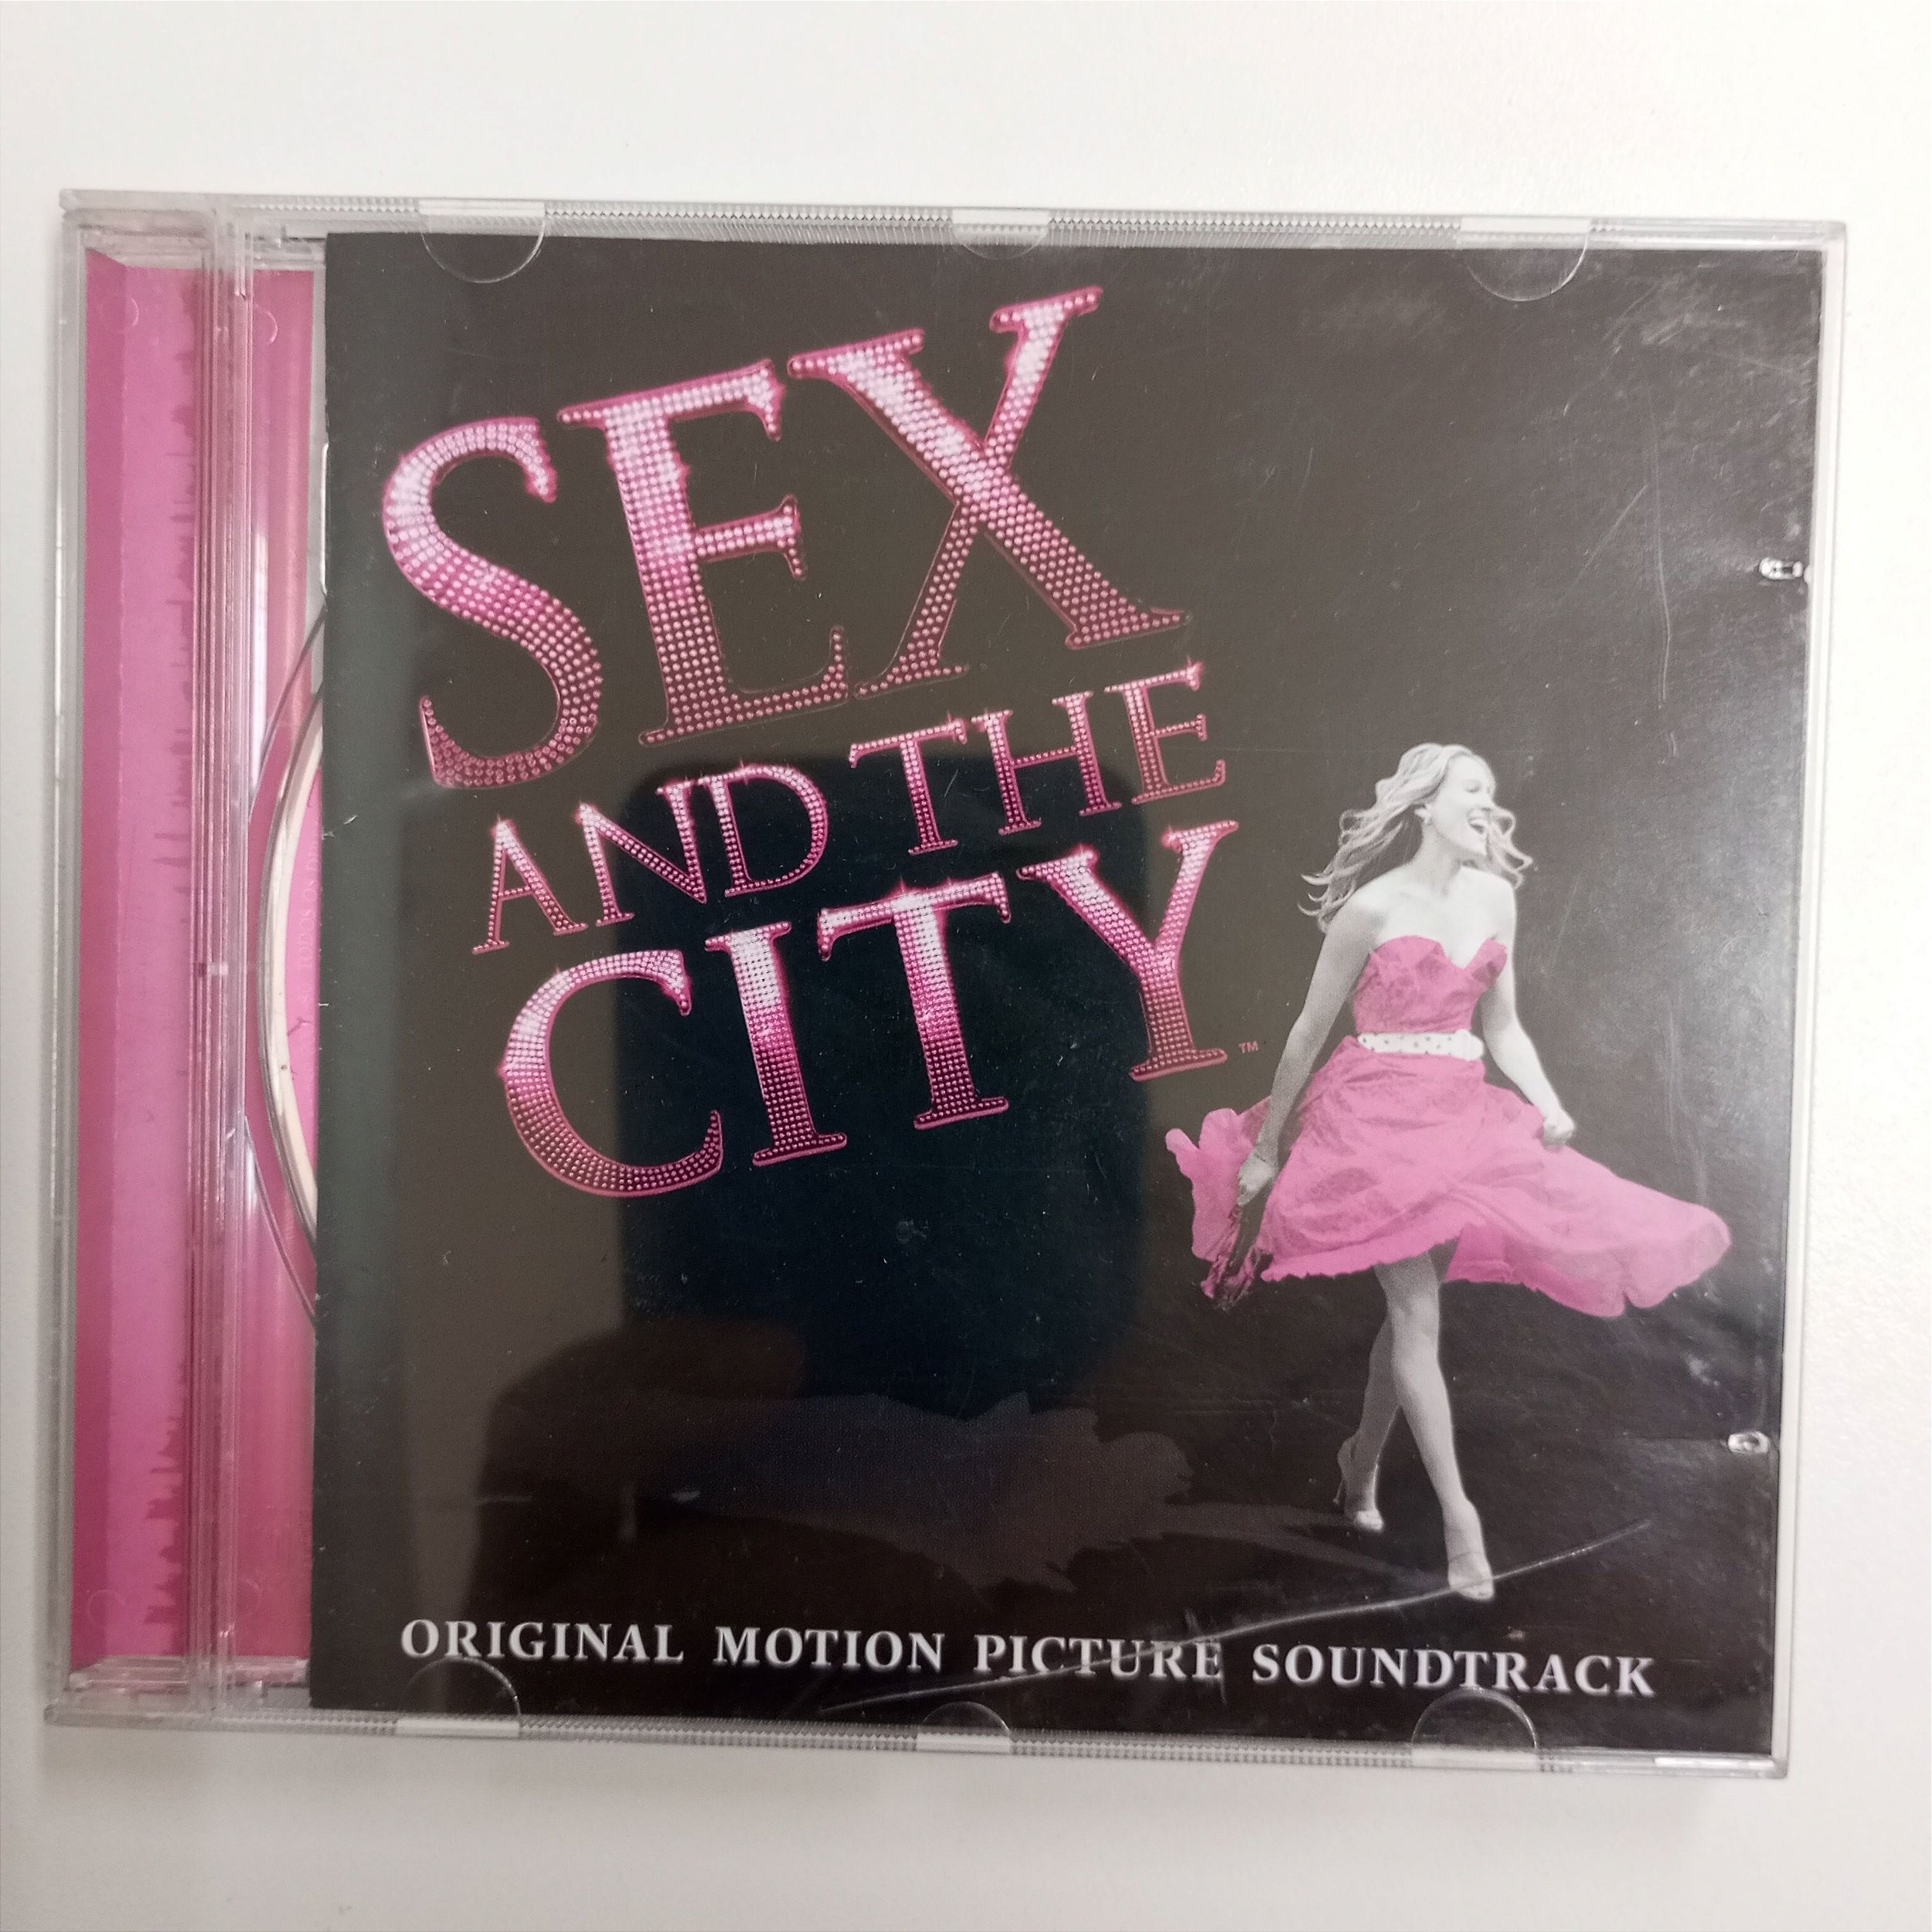 SEX
AND THE
CITY™
ORIGINAL MOTION PICTURE SOUNDTRACK